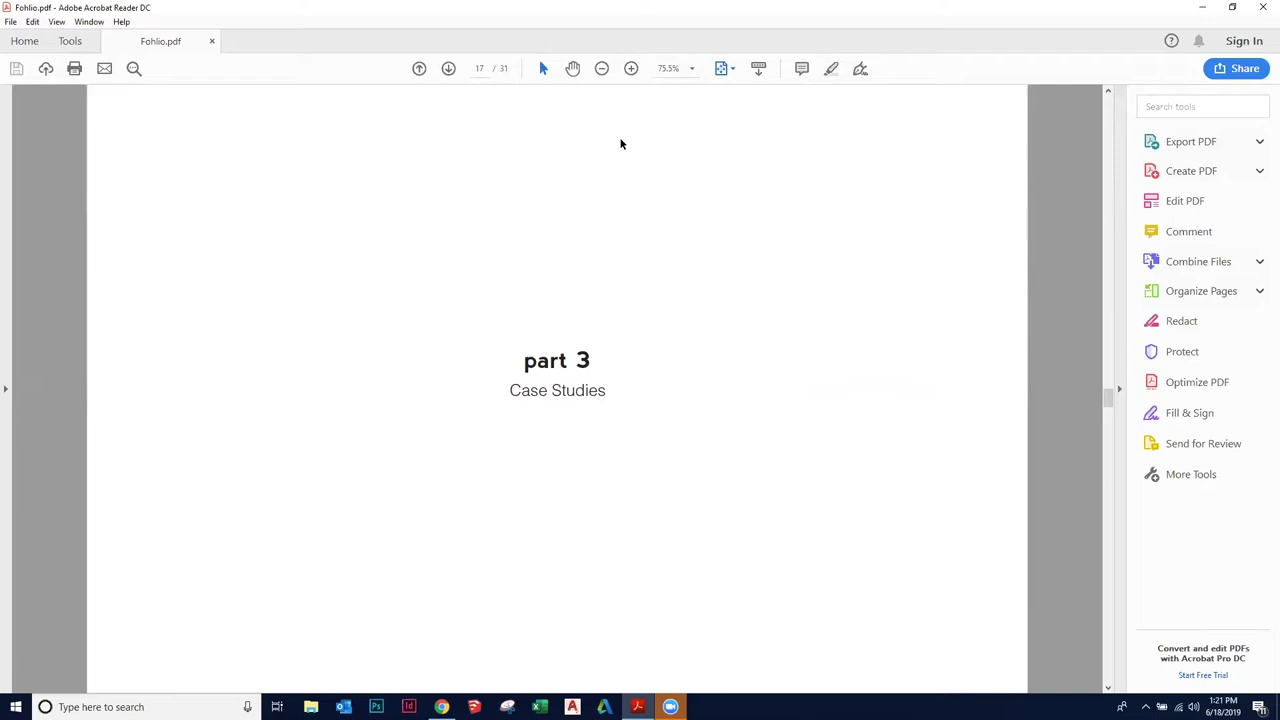 Fohlio.pdf - Adobe Acrobat Reader DC
File Edit View Window Help
Home Tools Fohlio.pdf × Sign In
17 / 31 75.5% Share
Search tools
Export PDF
Create PDF
Edit PDF
Comment
Combine Files
Organize Pages
Redact
Protect
Optimize PDF
Fill & Sign
Send for Review
More Tools
part 3
Case Studies
Convert and edit PDFs
with Acrobat Pro DC
Start Free Trial
Type here to search
1:21 PM
6/18/2019